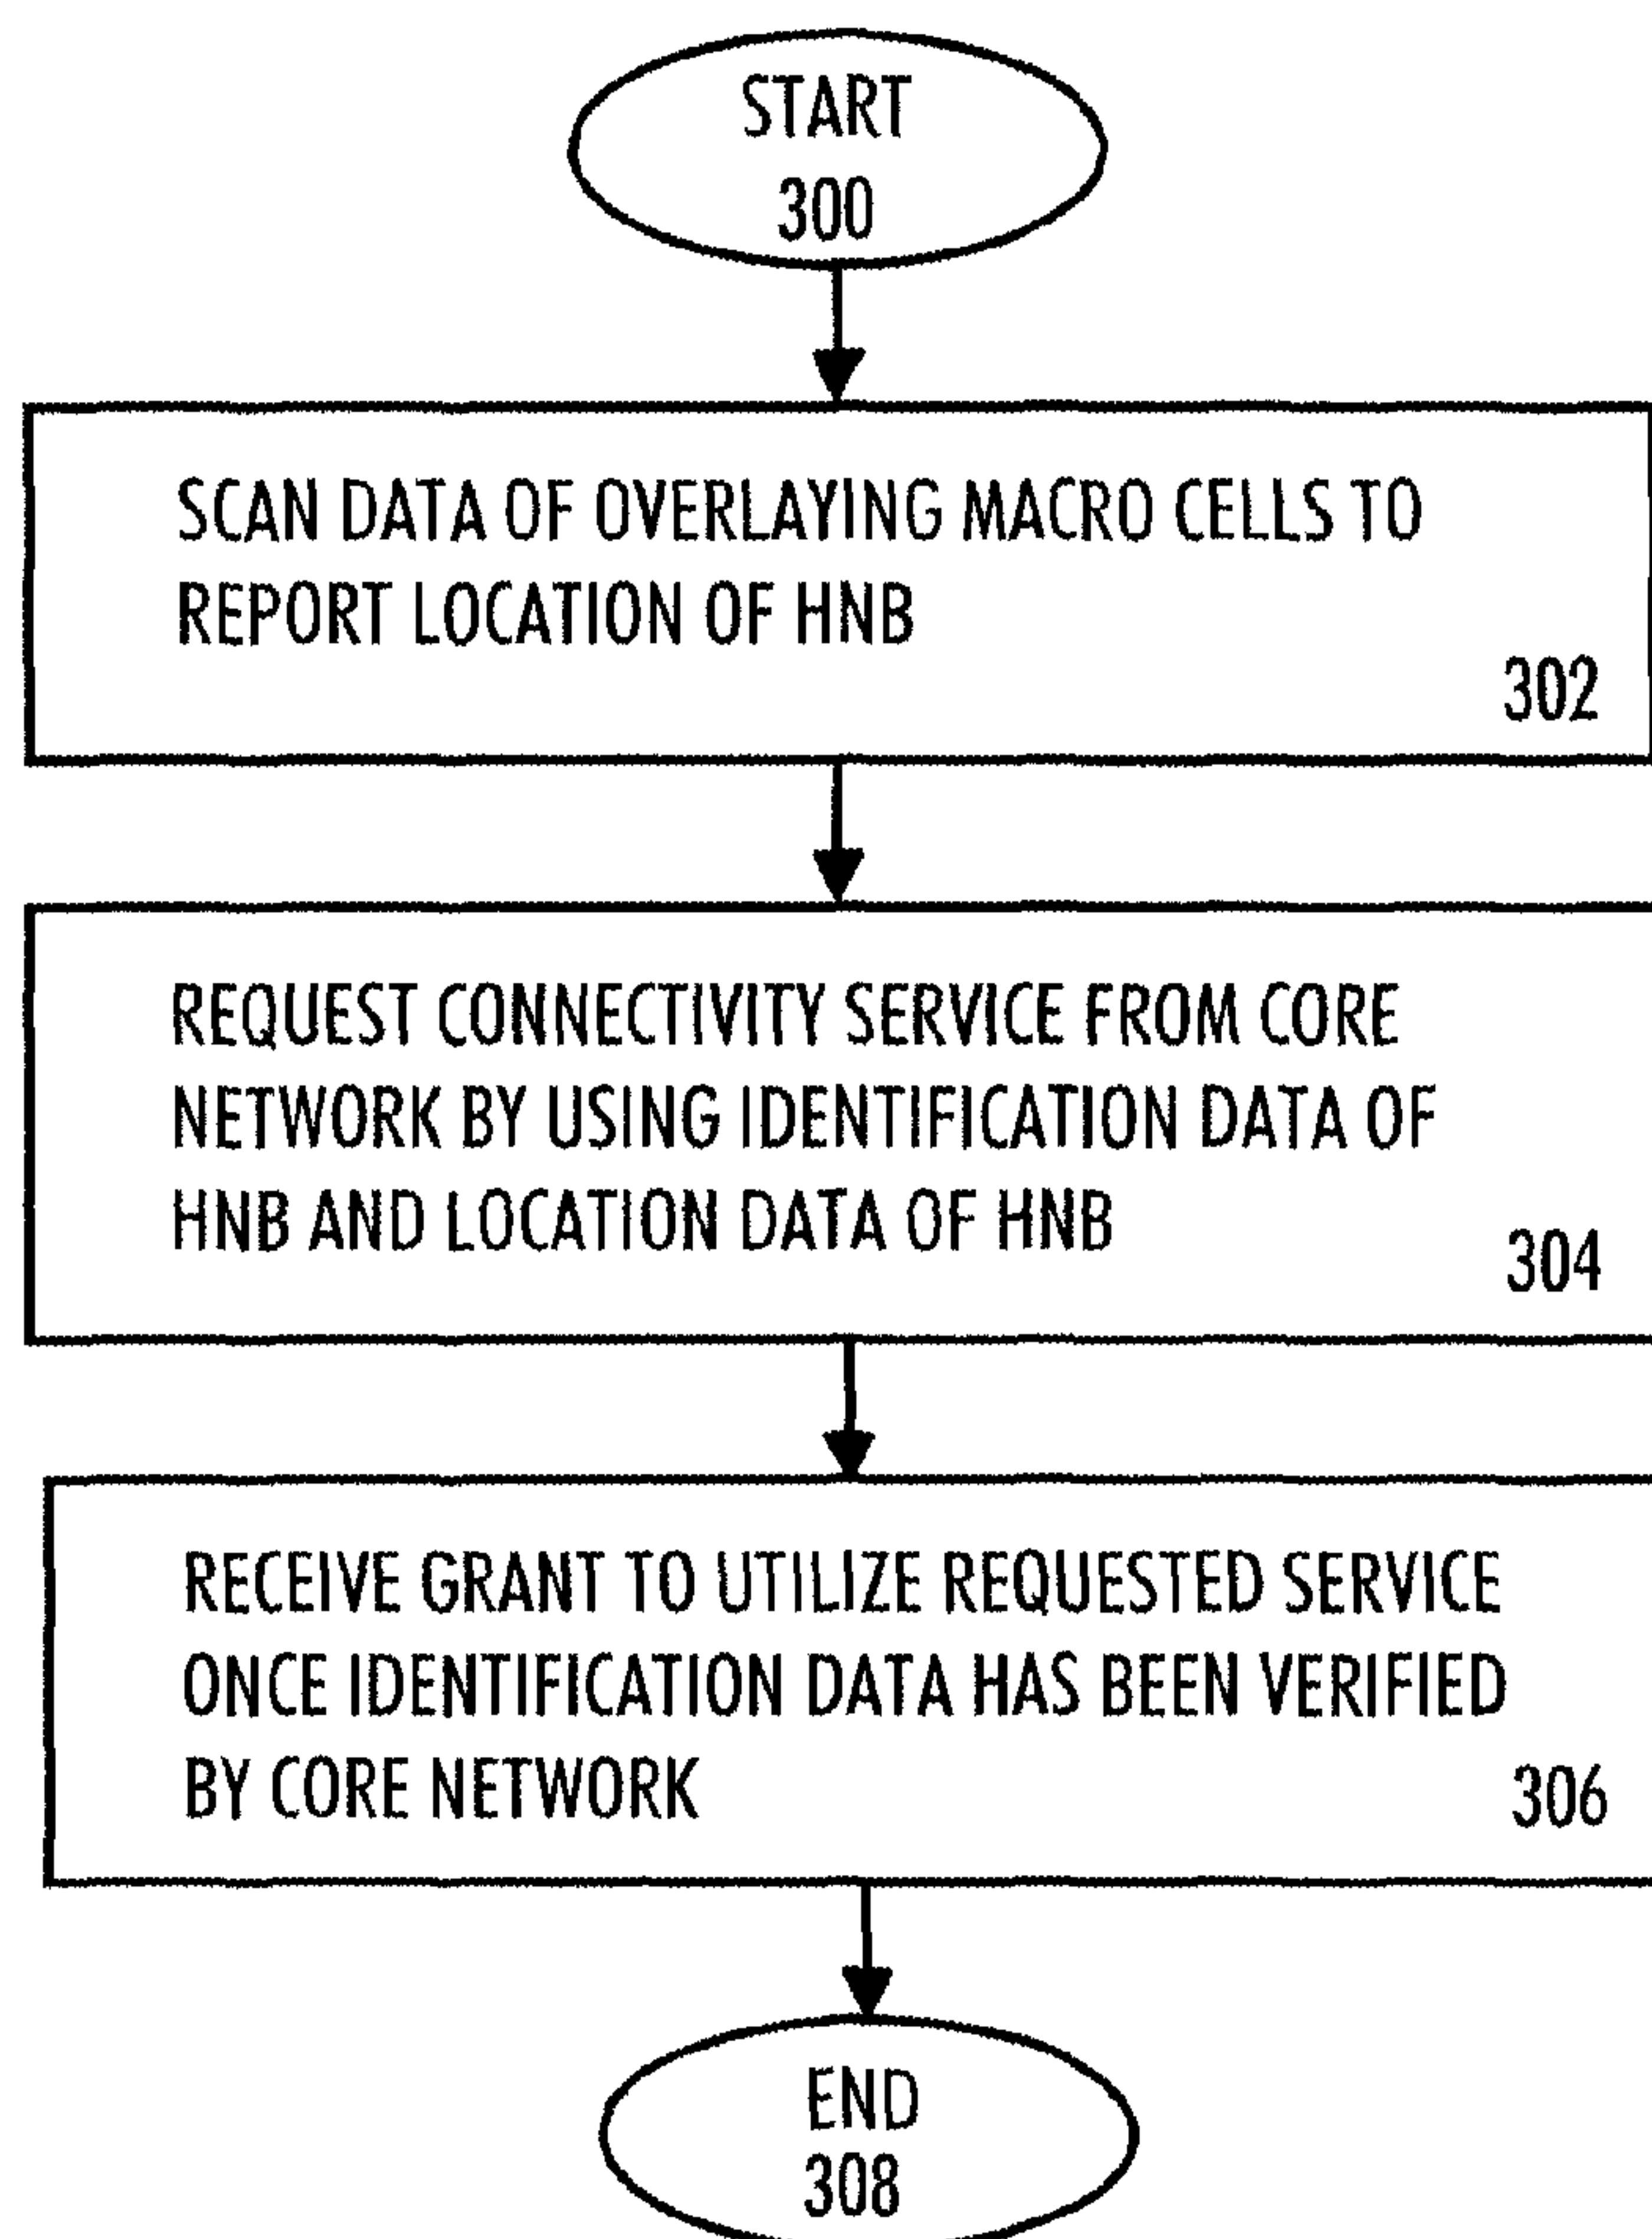 START
300
SCAN DATA OF OVERLAYING MACRO CELLS TO
REPORT LOCATION OF HNB
302
REQUEST CONNECTIVITY SERVICE FROM CORE
NETWORK BY USING IDENTIFICATION DATA OF
HNB AND LOCATION DATA OF HNB
304
RECEIVE GRANT TO UTILIZE REQUESTED SERVICE
ONCE IDENTIFICATION DATA HAS BEEN VERIFIED
BY CORE NETWORK
306
END
308